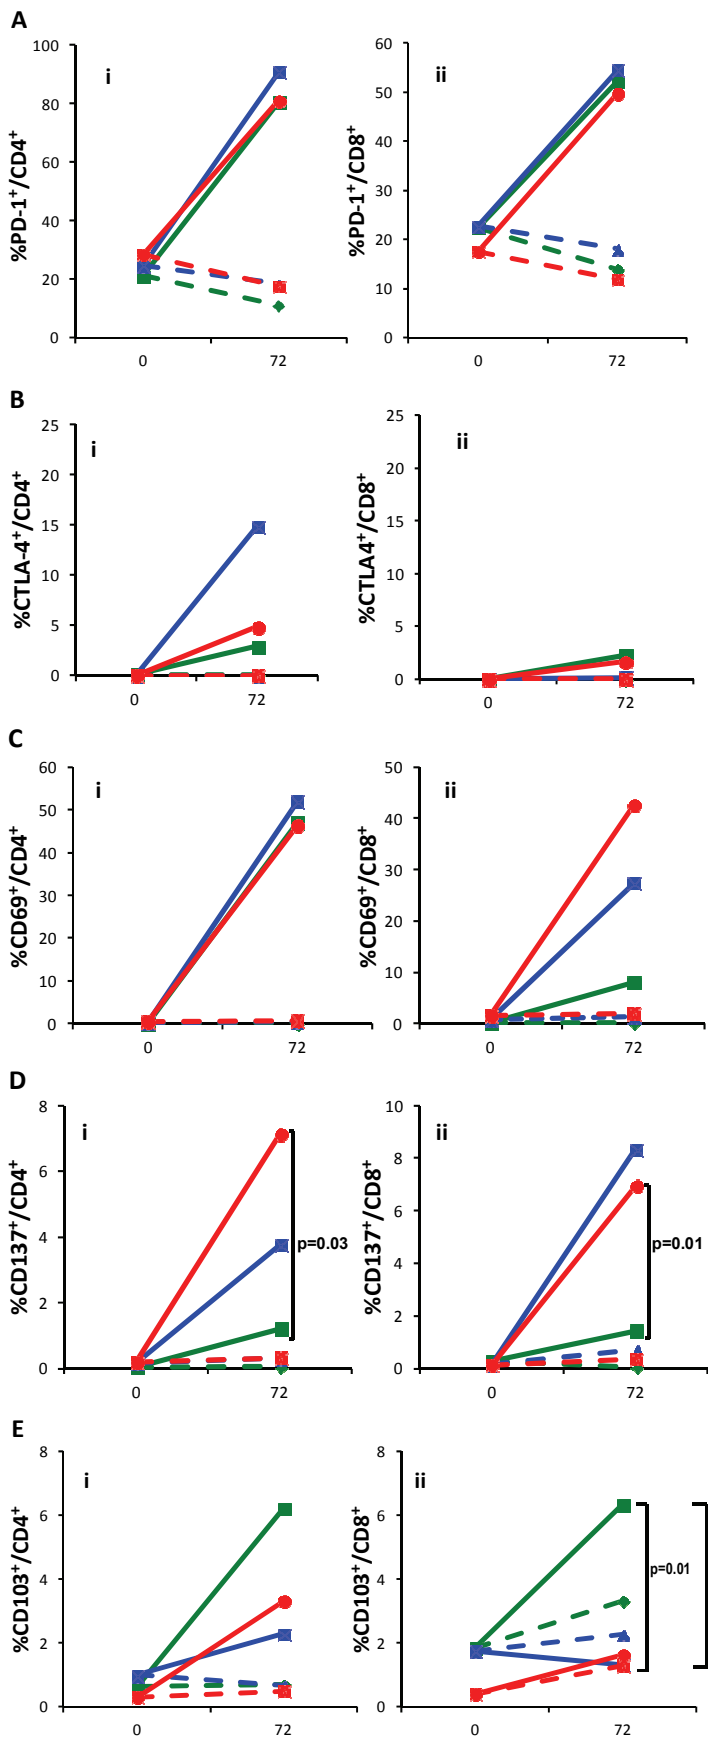 A
i
%PD-1+/CD4+
100
80
60
40
20
0
0 72
ii
%PD-1+/CD8+
60
50
40
30
20
10
0
0 72
B
i
%CTLA-4+/CD4+
25
20
15
10
5
0
0 72
ii
%CTLA4+/CD8+
25
20
15
10
5
0
0 72
C
i
%CD69+/CD4+
60
50
40
30
20
10
0
0 72
ii
%CD69+/CD8+
50
40
30
20
10
0
0 72
D
i
%CD137+/CD4+
8
6
4
2
0
0 72
p=0.03
ii
%CD137+/CD8+
10
8
6
4
2
0
0 72
p=0.01
E
i
%CD103+/CD4+
8
6
4
2
0
0 72
ii
%CD103+/CD8+
8
6
4
2
0
0 72
p=0.01